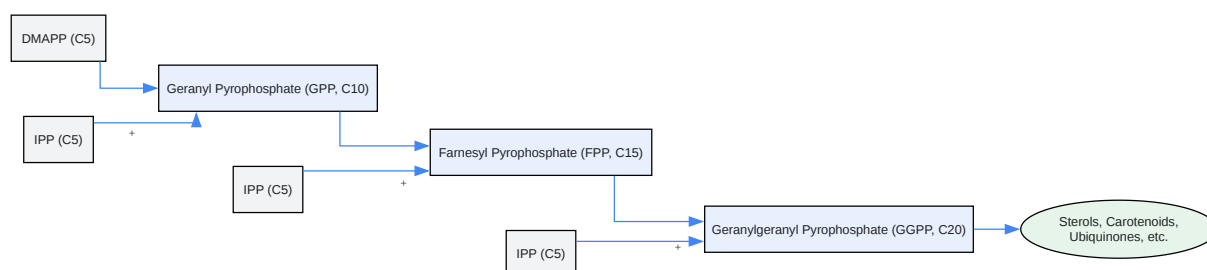 DMAPP (C5)
Geranyl Pyrophosphate (GPP, C10)
IPP (C5)
+
Farnesyl Pyrophosphate (FPP, C15)
IPP (C5)
+
Geranylgeranyl Pyrophosphate (GGPP, C20)
IPP (C5)
+
Sterols, Carotenoids,
Ubiquinones, etc.